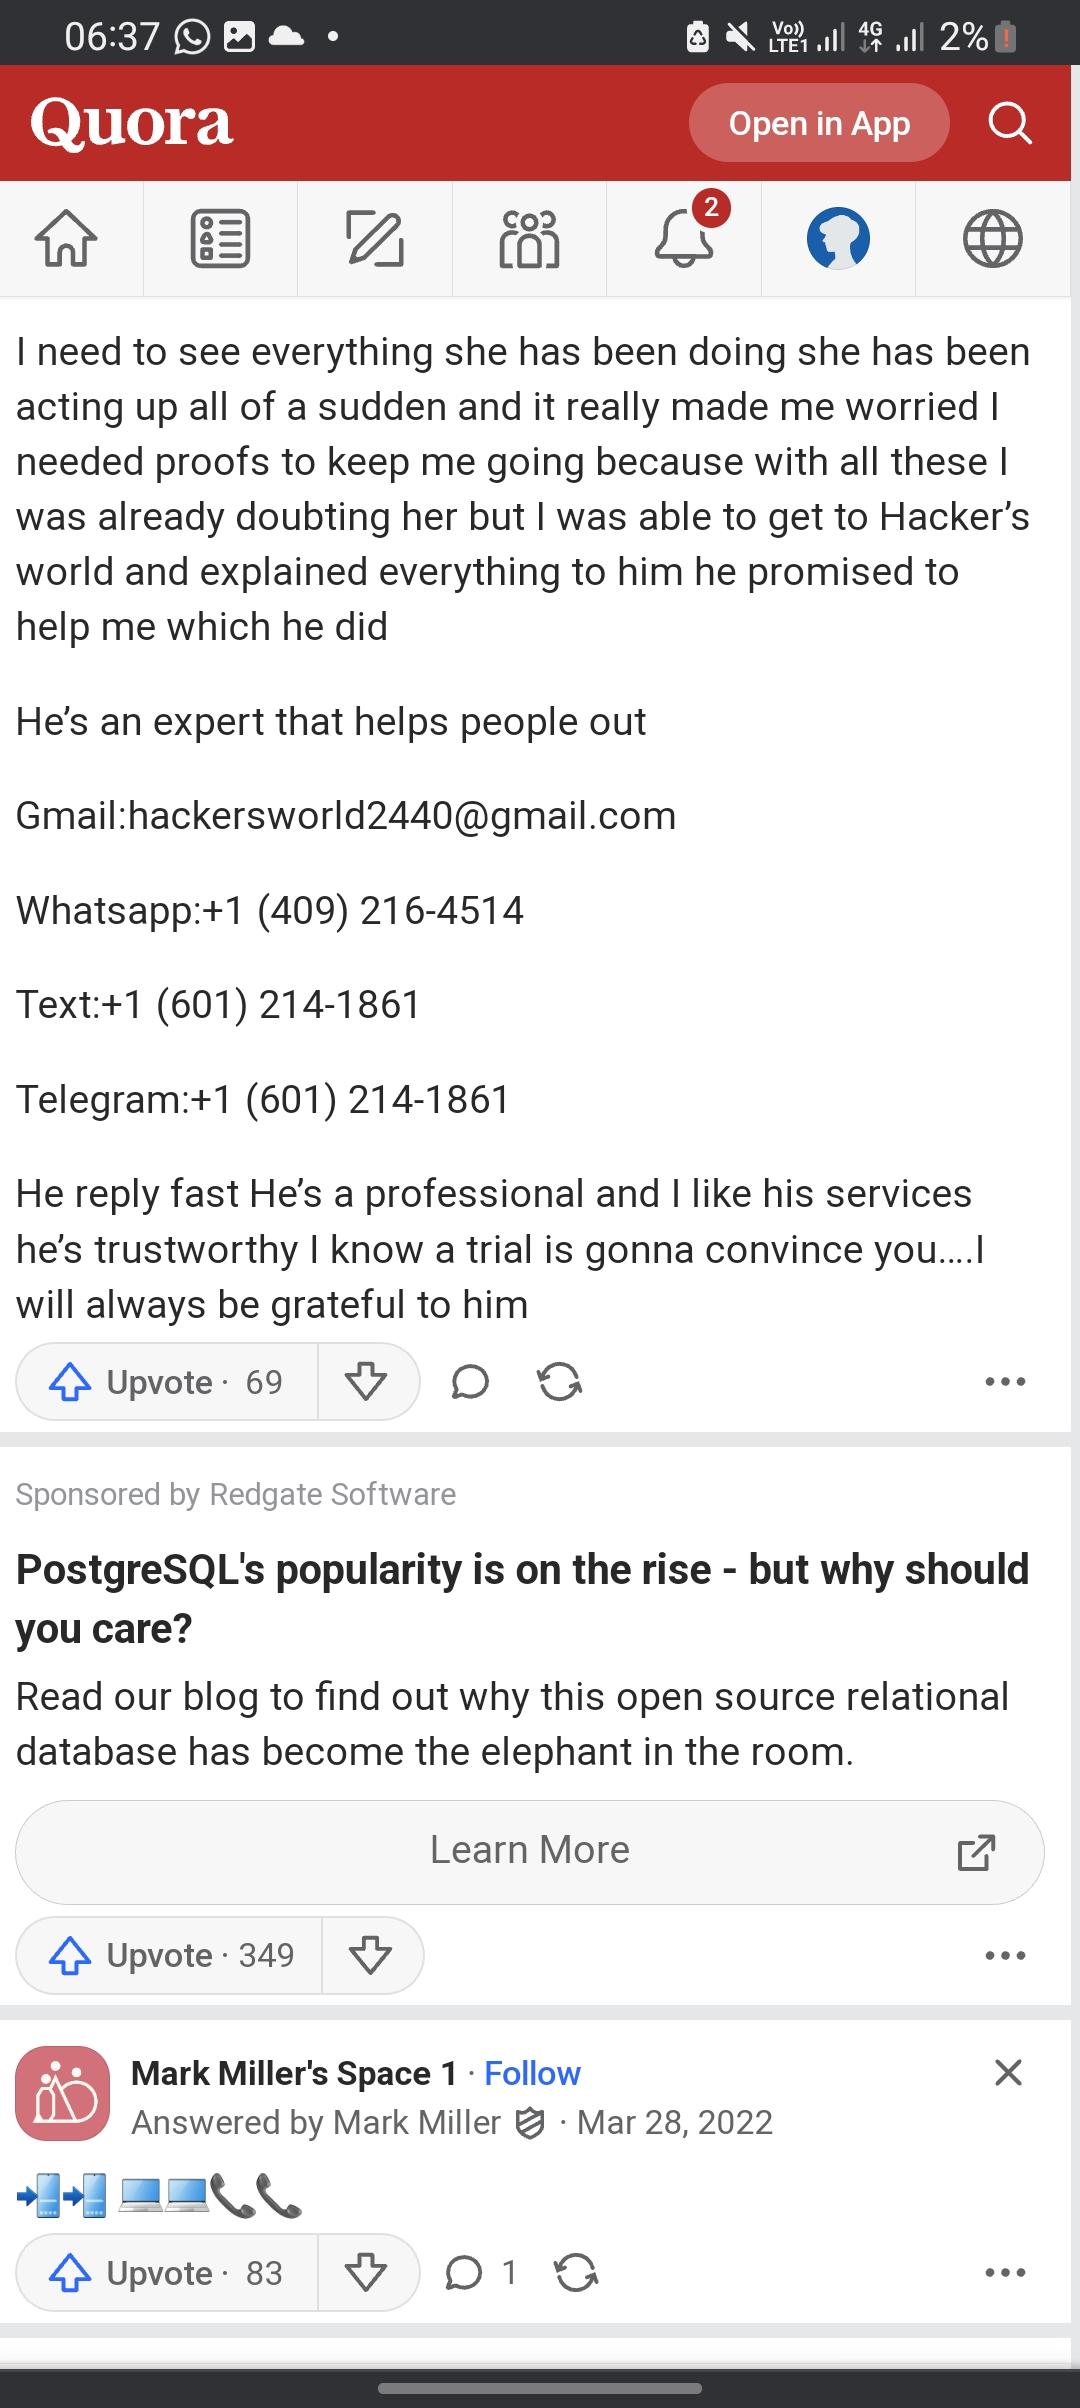 06:37
Vo))
LTE1
4G
2%
Quora
Open in App
2
I need to see everything she has been doing she has been
acting up all of a sudden and it really made me worried I
needed proofs to keep me going because with all these I
was already doubting her but I was able to get to Hacker’s
world and explained everything to him he promised to
help me which he did
He’s an expert that helps people out
Gmail:hackersworld2440@gmail.com
Whatsapp:+1 (409) 216-4514
Text:+1 (601) 214-1861
Telegram:+1 (601) 214-1861
He reply fast He’s a professional and I like his services
he’s trustworthy I know a trial is gonna convince you....I
will always be grateful to him
Upvote · 69
Sponsored by Redgate Software
PostgreSQL's popularity is on the rise - but why should
you care?
Read our blog to find out why this open source relational
database has become the elephant in the room.
Learn More
Upvote · 349
Mark Miller's Space 1 · Follow
Answered by Mark Miller · Mar 28, 2022
Upvote · 83
1